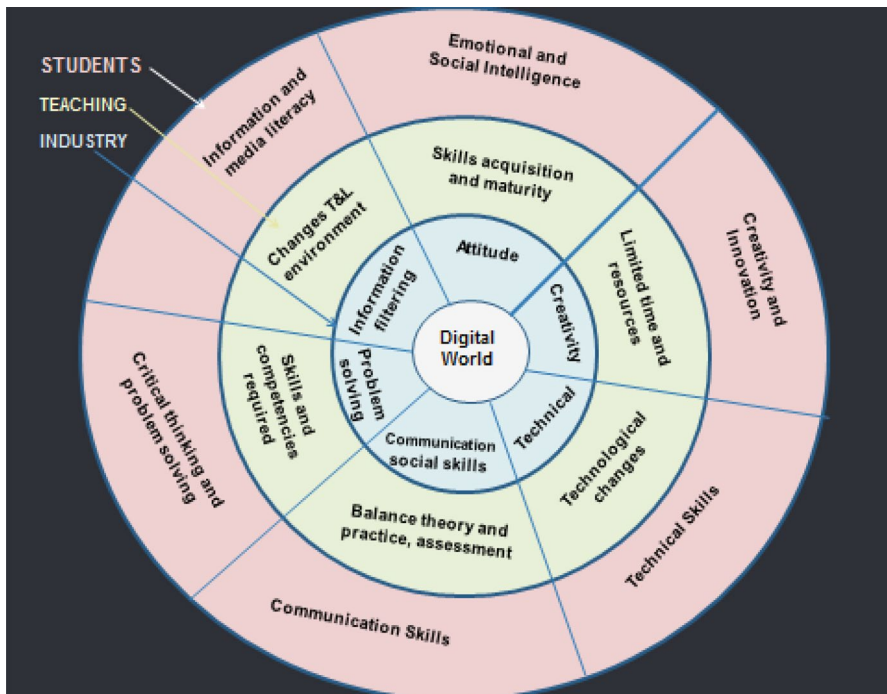 STUDENTS
TEACHING
INDUSTRY
Emotional and
Social Intelligence
Information and
media literacy
Creativity and
Innovation
Critical thinking and
problem solving
Technical Skills
Communication Skills
Skills acquisition
and maturity
Changes T&L
environment
Limited time and
resources
Skills and
competencies
required
Technological
changes
Balance theory and
practice, assessment
Attitude
Information
filtering
Creativity
Problem
solving
Technical
Communication
social skills
Digital
World